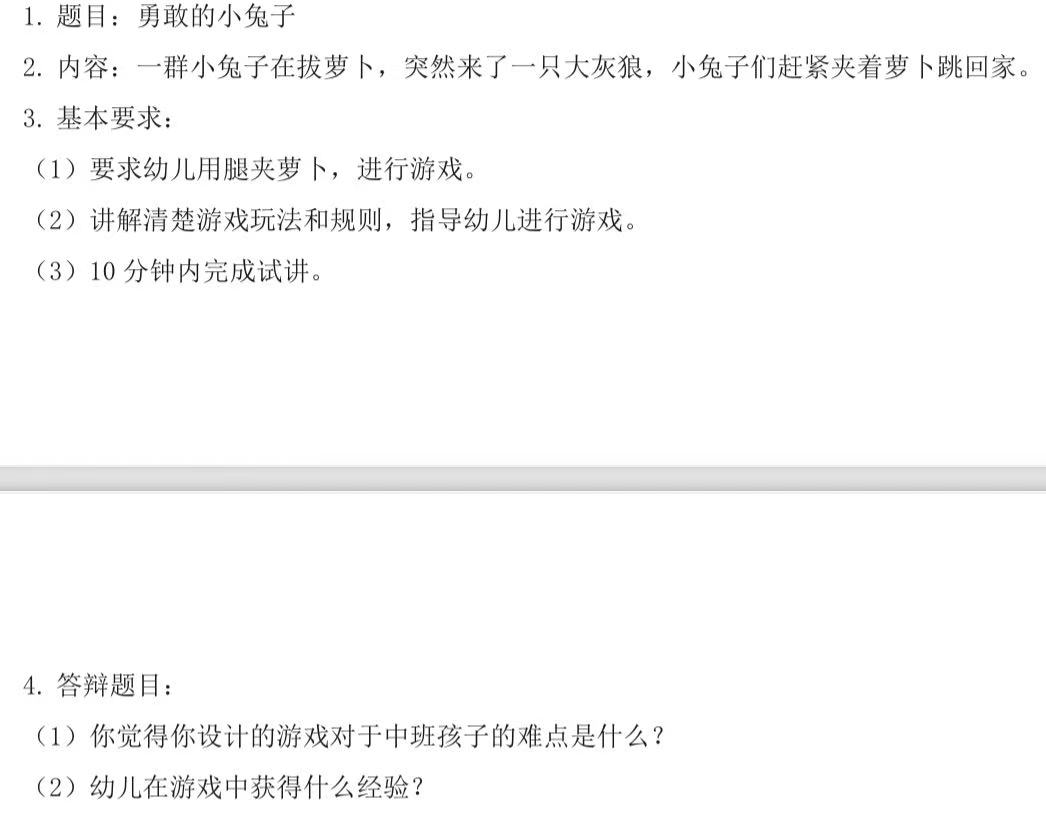 1. 题目：勇敢的小兔子
2. 内容：一群小兔子在拔萝卜，突然来了一只大灰狼，小兔子们赶紧夹着萝卜跳回家。
3. 基本要求：
（1）要求幼儿用腿夹萝卜，进行游戏。
（2）讲解清楚游戏玩法和规则，指导幼儿进行游戏。
（3）10 分钟内完成试讲。
4. 答辩题目：
（1）你觉得你设计的游戏对于中班孩子的难点是什么？
（2）幼儿在游戏中获得什么经验？